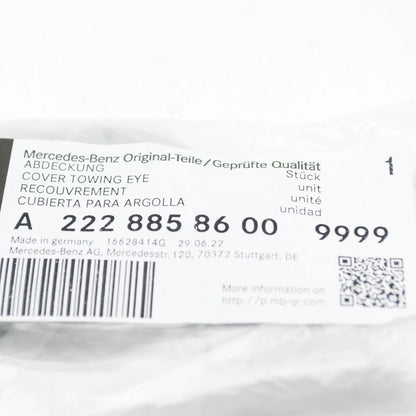 Mercedes-Benz Original-Teile/Geprüfte Qualität
ABDECKUNG Stück 1
COVER TOWING EYE unit
RECOUVREMENT unité
CUBIERTA PARA ARGOLLA unidad
A 222 885 86 00 9999
Made in germany 16628414G 29.06.22
Mercedes-Benz AG, Mercedesstr.120, 70372 Stuttgart, DE
More information on
http://p.mb-qr.com